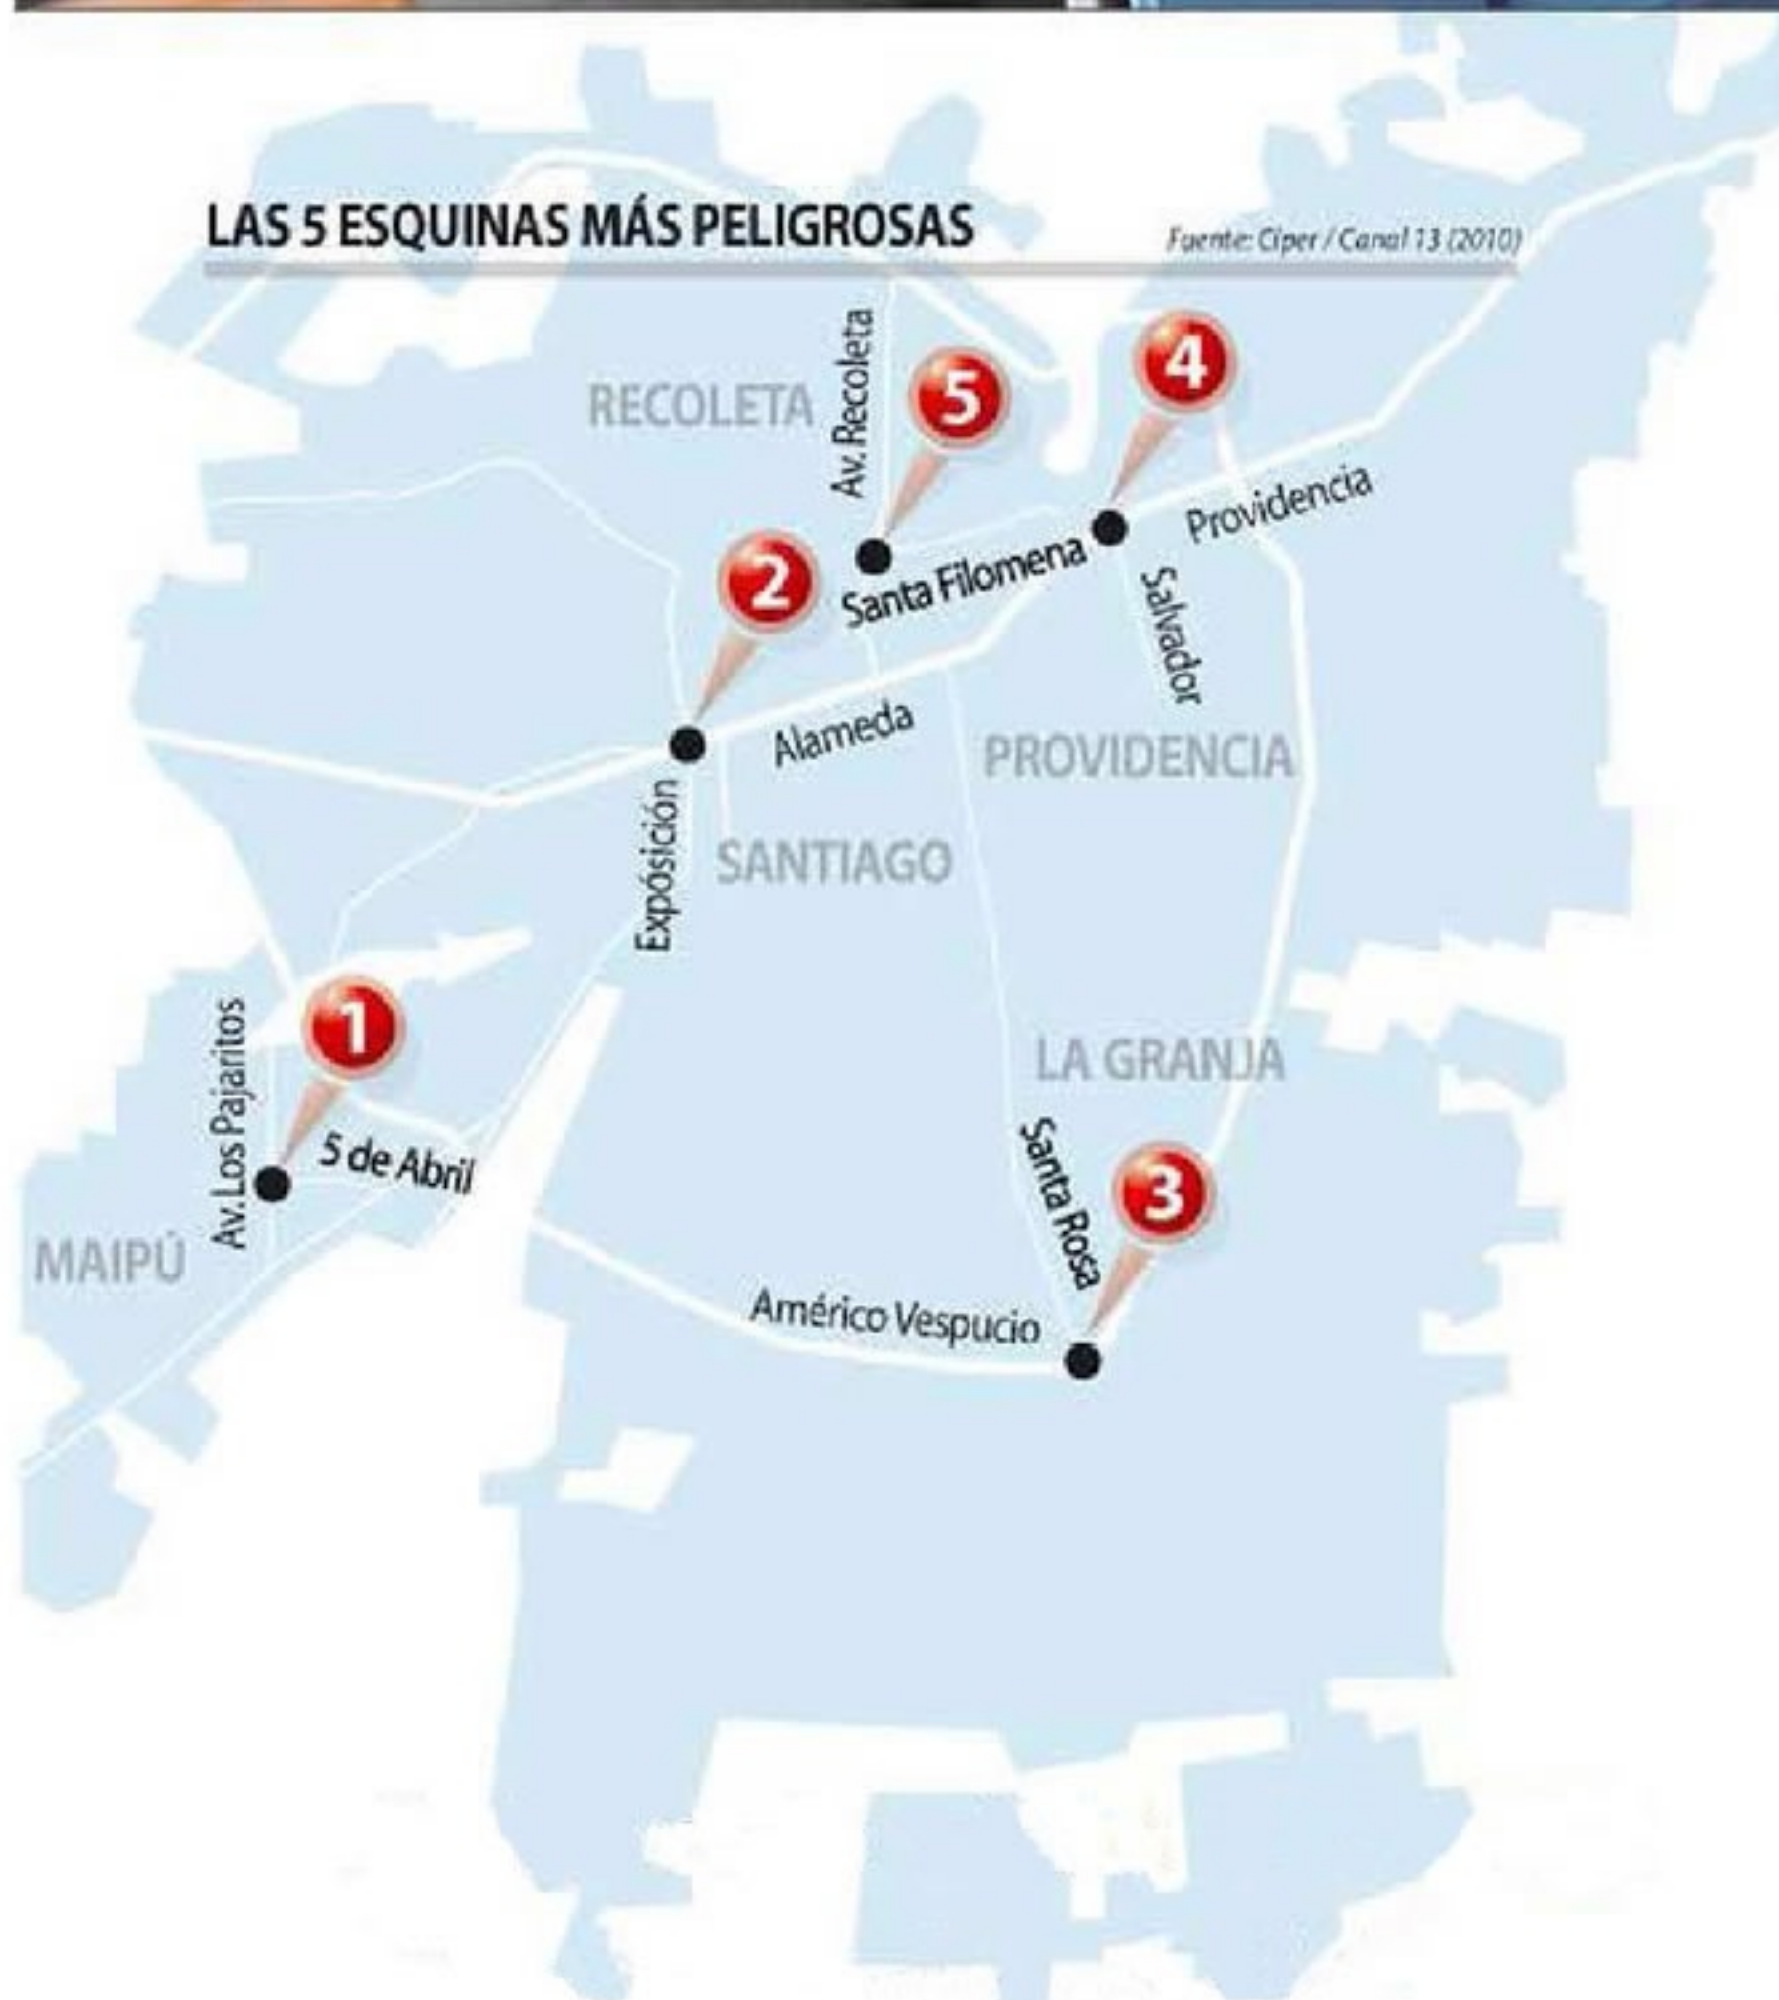 LAS 5 ESQUINAS MÁS PELIGROSAS
Fuente: Ciper / Canal 13 (2010)
Av. Recoleta
RECOLETA
5
4
Providencia
2
Santa Filomena
Salvador
Alameda
PROVIDENCIA
Expósición
SANTIAGO
Av. Los Pajaritos
1
LA GRANJA
5 de Abril
Santa Rosa
3
MAIPÚ
Américo Vespucio